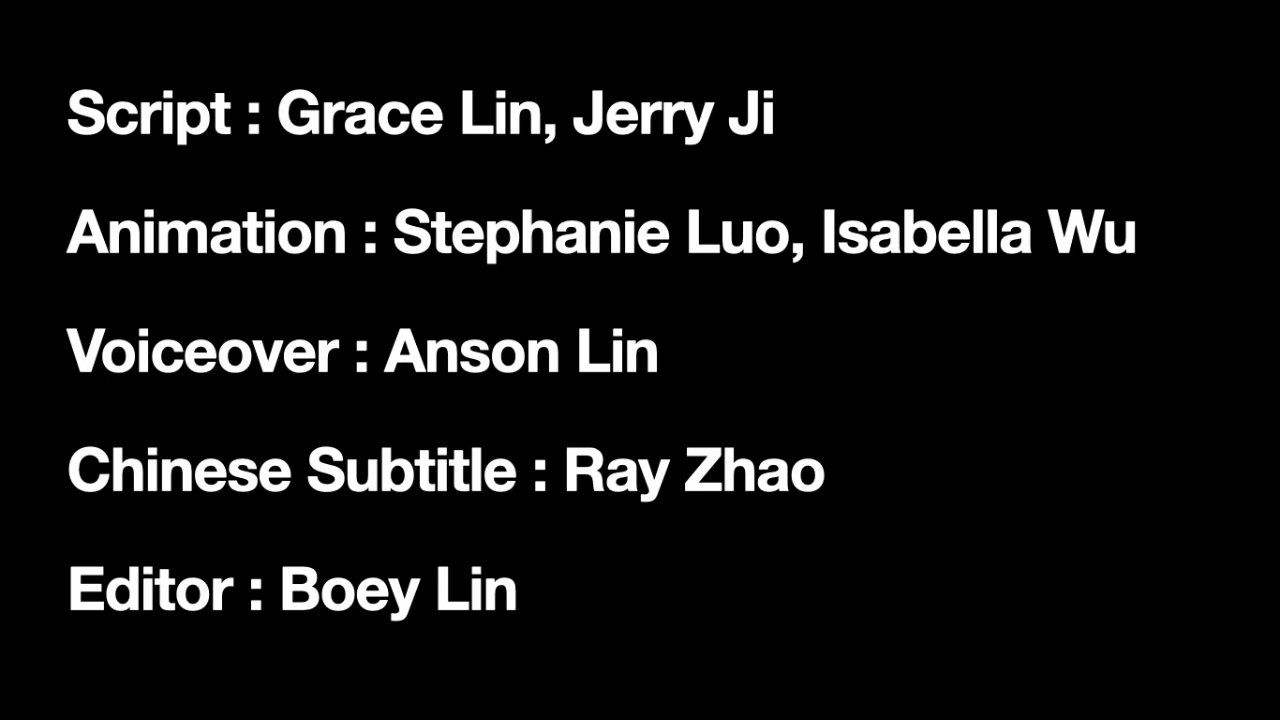 Script : Grace Lin, Jerry Ji
Animation : Stephanie Luo, Isabella Wu
Voiceover : Anson Lin
Chinese Subtitle : Ray Zhao
Editor : Boey Lin